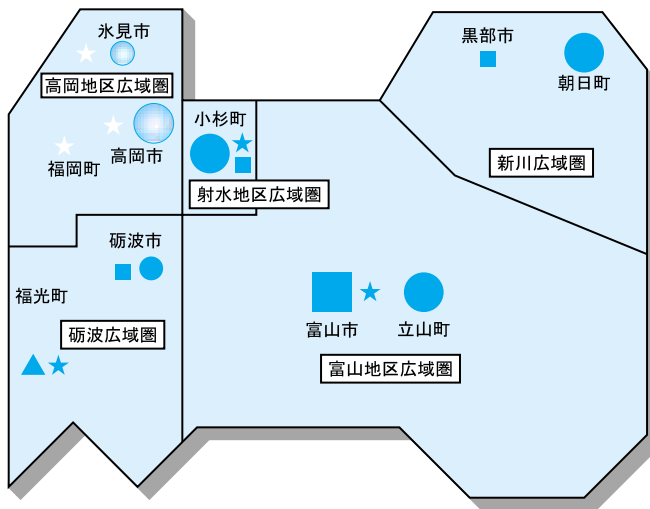 氷見市
高岡地区広域圏
福岡町
高岡市
小杉町
射水地区広域圏
黒部市
朝日町
新川広域圏
砺波市
福光町
砺波広域圏
富山市
立山町
富山地区広域圏